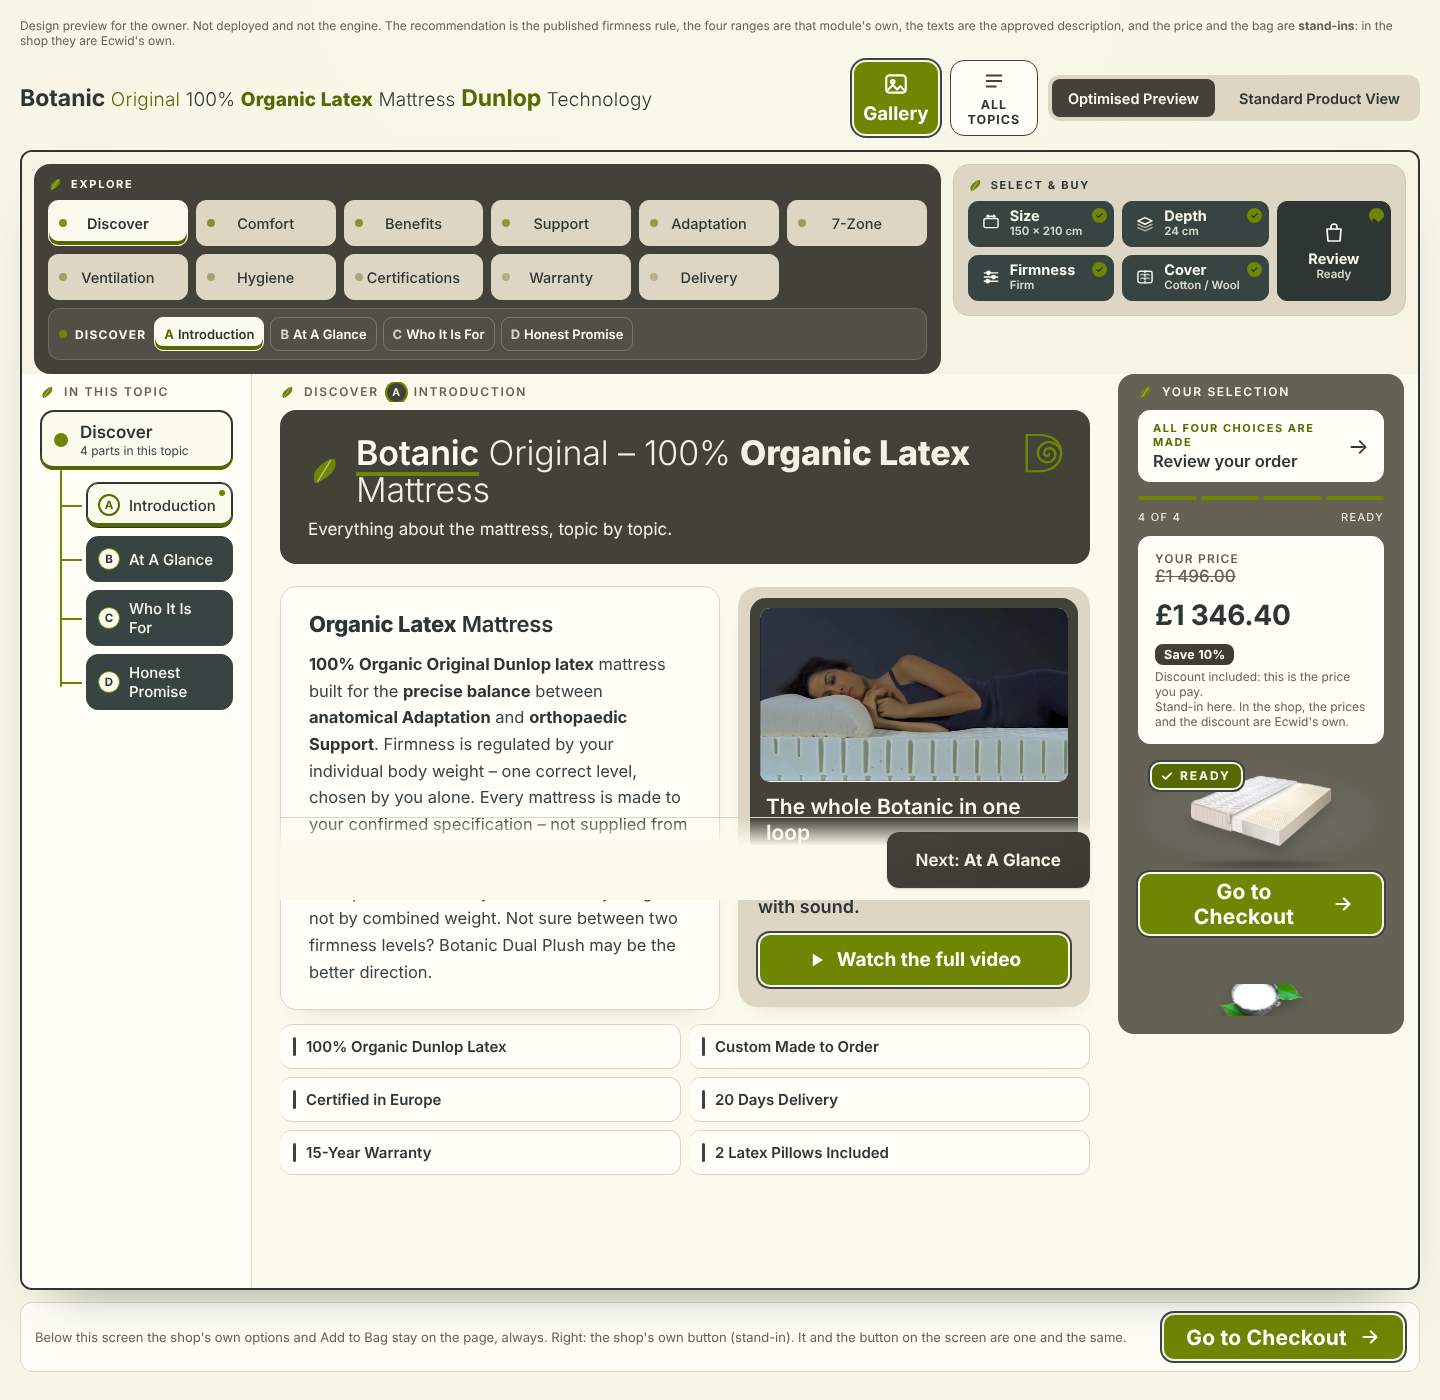 Design preview for the owner. Not deployed and not the engine. The recommendation is the published firmness rule, the four ranges are that module's own, the texts are the approved description, and the price and the bag are stand-ins: in the
shop they are Ecwid's own.
Botanic Original 100% Organic Latex Mattress Dunlop Technology
Gallery
ALL
TOPICS
Optimised Preview
Standard Product View
EXPLORE
Discover
Comfort
Benefits
Support
Adaptation
7-Zone
Ventilation
Hygiene
Certifications
Warranty
Delivery
DISCOVER
A Introduction
B At A Glance
C Who It Is For
D Honest Promise
SELECT & BUY
Size
150 × 210 cm
Depth
24 cm
Firmness
Firm
Cover
Cotton / Wool
Review
Ready
IN THIS TOPIC
Discover
4 parts in this topic
A Introduction
B At A Glance
C Who It Is
For
D Honest
Promise
DISCOVER A INTRODUCTION
Botanic Original – 100% Organic Latex
Mattress
Everything about the mattress, topic by topic.
Organic Latex Mattress
100% Organic Original Dunlop latex mattress
built for the precise balance between
anatomical Adaptation and orthopaedic
Support. Firmness is regulated by your
individual body weight – one correct level,
chosen by you alone. Every mattress is made to
your confirmed specification – not supplied from
not by combined weight. Not sure between two
firmness levels? Botanic Dual Plush may be the
better direction.
The whole Botanic in one
loop
Next: At A Glance
with sound.
Watch the full video
100% Organic Dunlop Latex
Custom Made to Order
Certified in Europe
20 Days Delivery
15-Year Warranty
2 Latex Pillows Included
YOUR SELECTION
ALL FOUR CHOICES ARE
MADE
Review your order
4 OF 4
READY
YOUR PRICE
£1 496.00
£1 346.40
Save 10%
Discount included: this is the price
you pay.
Stand-in here. In the shop, the prices
and the discount are Ecwid's own.
READY
Go to
Checkout
Below this screen the shop's own options and Add to Bag stay on the page, always. Right: the shop's own button (stand-in). It and the button on the screen are one and the same.
Go to Checkout